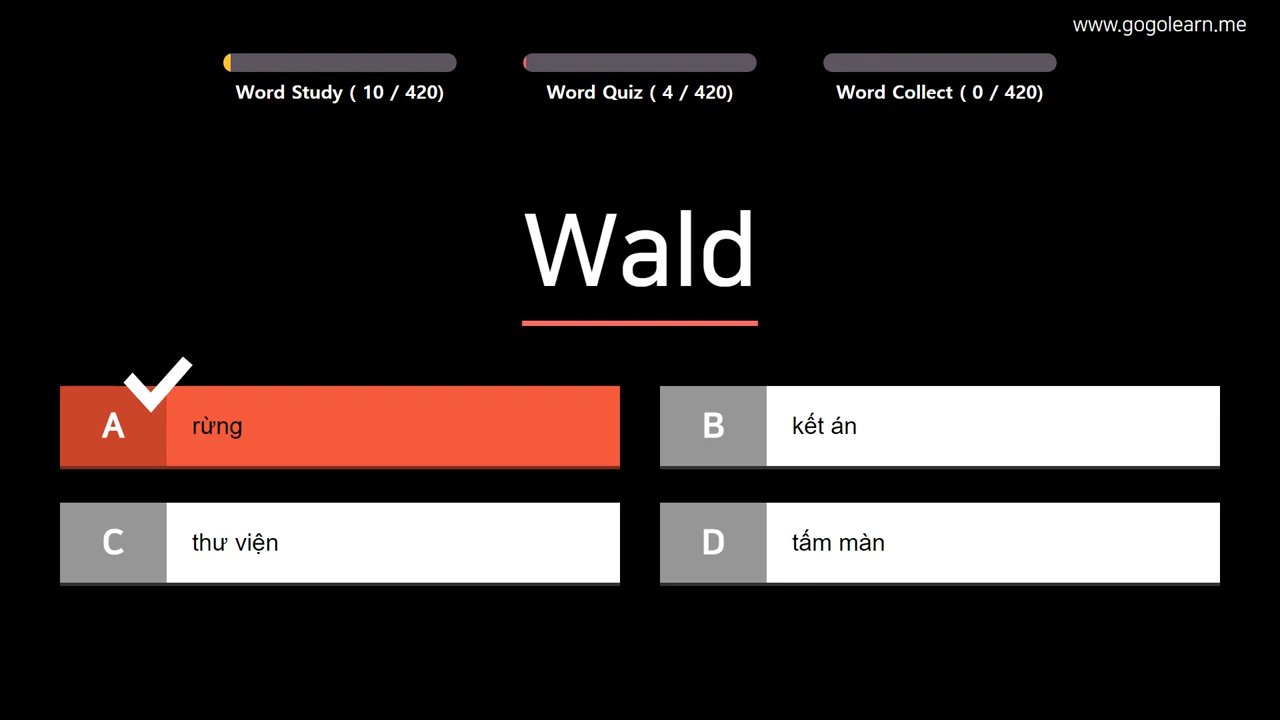 www.gogolearn.me
Word Study ( 10 / 420)
Word Quiz ( 4 / 420)
Word Collect ( 0 / 420)
Wald
A rừng
B kết án
C thư viện
D tấm màn